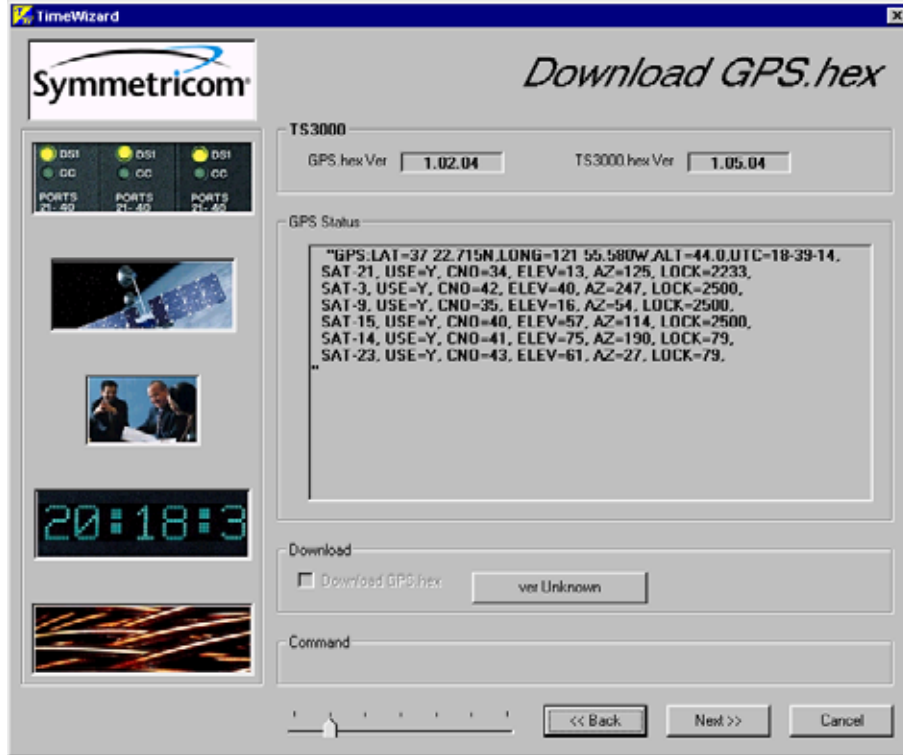 TimeWizard
Symmetricom
Download GPS.hex
DS1 DS1 DS1
CC CC CC
PORTS PORTS PORTS
21-40 21-40 21-40
20:18:3
TS3000
GPS.hex Ver 1.02.04 TS3000.hex Ver 1.05.04
GPS Status
"GPS:LAT=37 22.715N,LONG=121 55.580W,ALT=44.0,UTC=18-39-14,
SAT-21, USE=Y, CNO=34, ELEV=13, AZ=125, LOCK=2233,
SAT-3, USE=Y, CNO=42, ELEV=40, AZ=247, LOCK=2500,
SAT-9, USE=Y, CNO=35, ELEV=16, AZ=54, LOCK=2500,
SAT-15, USE=Y, CNO=40, ELEV=57, AZ=114, LOCK=2500,
SAT-14, USE=Y, CNO=41, ELEV=75, AZ=190, LOCK=79,
SAT-23, USE=Y, CNO=43, ELEV=61, AZ=27, LOCK=79,
"
Download
Download GPS.hex ver Unknown
Command
<< Back Next >> Cancel